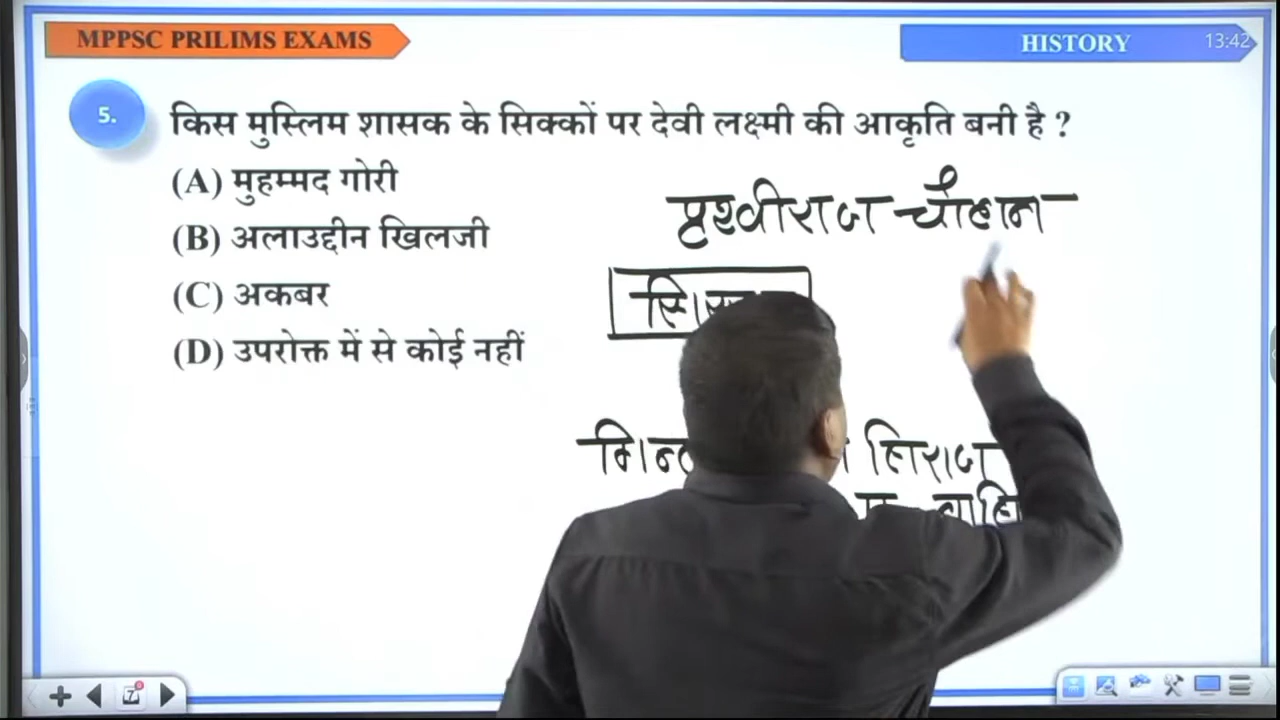 MPPSC PRILIMS EXAMS
HISTORY 13:42
5.
किस मुस्लिम शासक के सिक्कों पर देवी लक्ष्मी की आकृति बनी है ?
(A) मुहम्मद गोरी
(B) अलाउद्दीन खिलजी
(C) अकबर
(D) उपरोक्त में से कोई नहीं
पृथ्वीराज चौहान